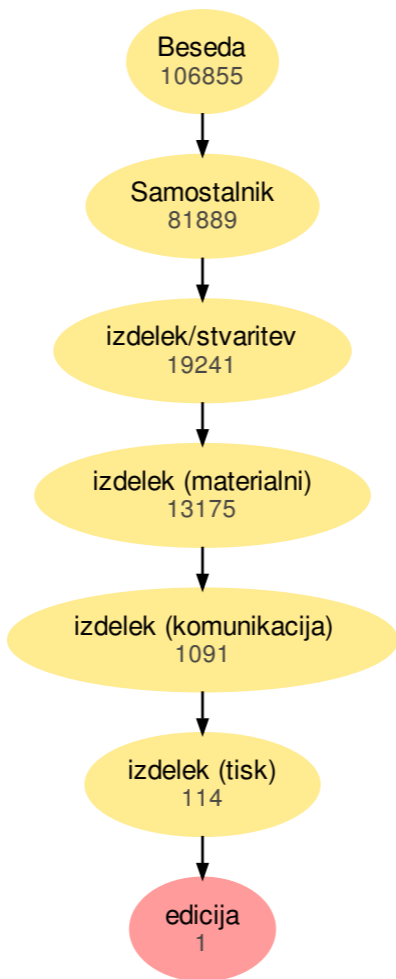 Beseda
106855
Samostalnik
81889
izdelek/stvaritev
19241
izdelek (materialni)
13175
izdelek (komunikacija)
1091
izdelek (tisk)
114
edicija
1